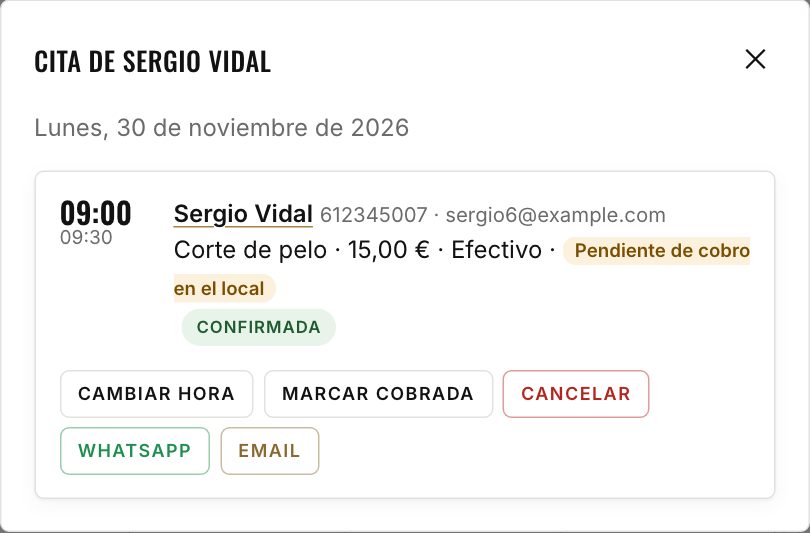 CITA DE SERGIO VIDAL
Lunes, 30 de noviembre de 2026
09:00
09:30
Sergio Vidal 612345007 · sergio6@example.com
Corte de pelo · 15,00 € · Efectivo · Pendiente de cobro
en el local
CONFIRMADA
CAMBIAR HORA MARCAR COBRADA CANCELAR
WHATSAPP EMAIL